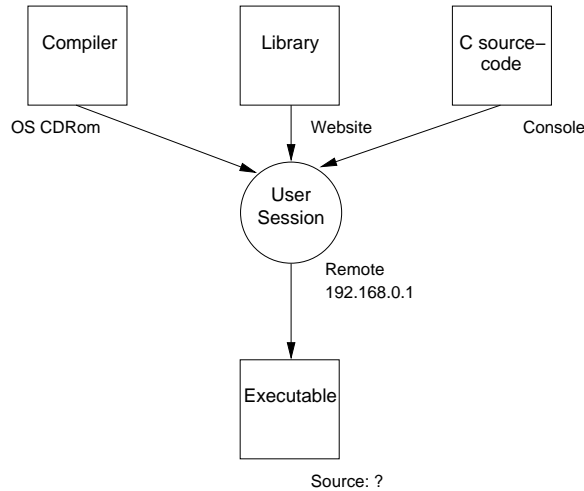 Compiler
Library
C source–
code
OS CDRom
Website
Console
User
Session
Remote
192.168.0.1
Executable
Source: ?